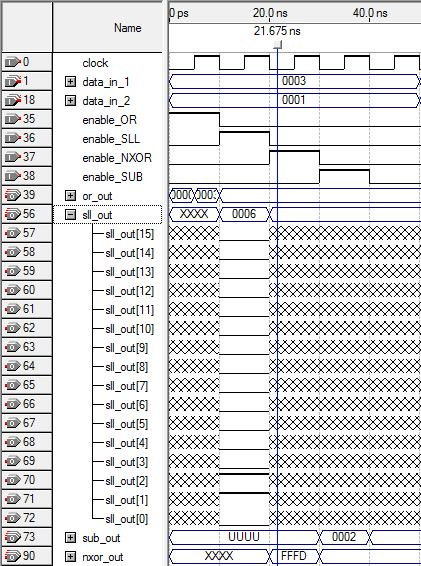 Name 0 ps 20.0 ns 40.0 ns
21.675 ns
0 clock
1 data_in_1 0003
18 data_in_2 0001
35 enable_OR
36 enable_SLL
37 enable_NXOR
38 enable_SUB
39 or_out 000( 000:
56 sll_out XXXX 0006
57 sll_out[15]
58 sll_out[14]
59 sll_out[13]
60 sll_out[12]
61 sll_out[11]
62 sll_out[10]
63 sll_out[9]
64 sll_out[8]
65 sll_out[7]
66 sll_out[6]
67 sll_out[5]
68 sll_out[4]
69 sll_out[3]
70 sll_out[2]
71 sll_out[1]
72 sll_out[0]
73 sub_out UUUU 0002
90 nxor_out XXXX FFFD